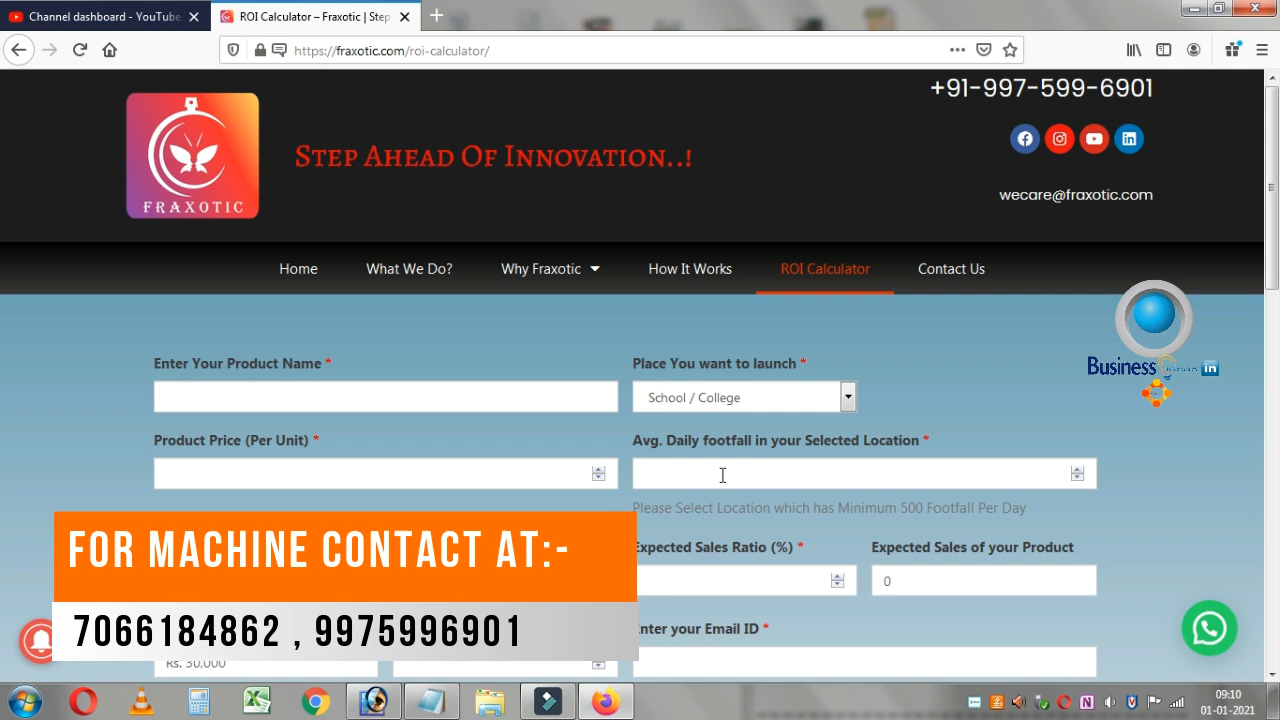 Channel dashboard - YouTube
ROI Calculator – Fraxotic | Step
https://fraxotic.com/roi-calculator/
+91-997-599-6901
STEP AHEAD OF INNOVATION..!
FRAXOTIC
wecare@fraxotic.com
Home What We Do? Why Fraxotic How It Works ROI Calculator Contact Us
Enter Your Product Name *
Place You want to launch *
School / College
Business
in
Product Price (Per Unit) *
Avg. Daily footfall in your Selected Location *
Please Select Location which has Minimum 500 Footfall Per Day
FOR MACHINE CONTACT AT:-
7066184862 , 9975996901
Expected Sales Ratio (%) *
Expected Sales of your Product
0
Enter your Email ID *
Rs. 30,000
09:10
01-01-2021